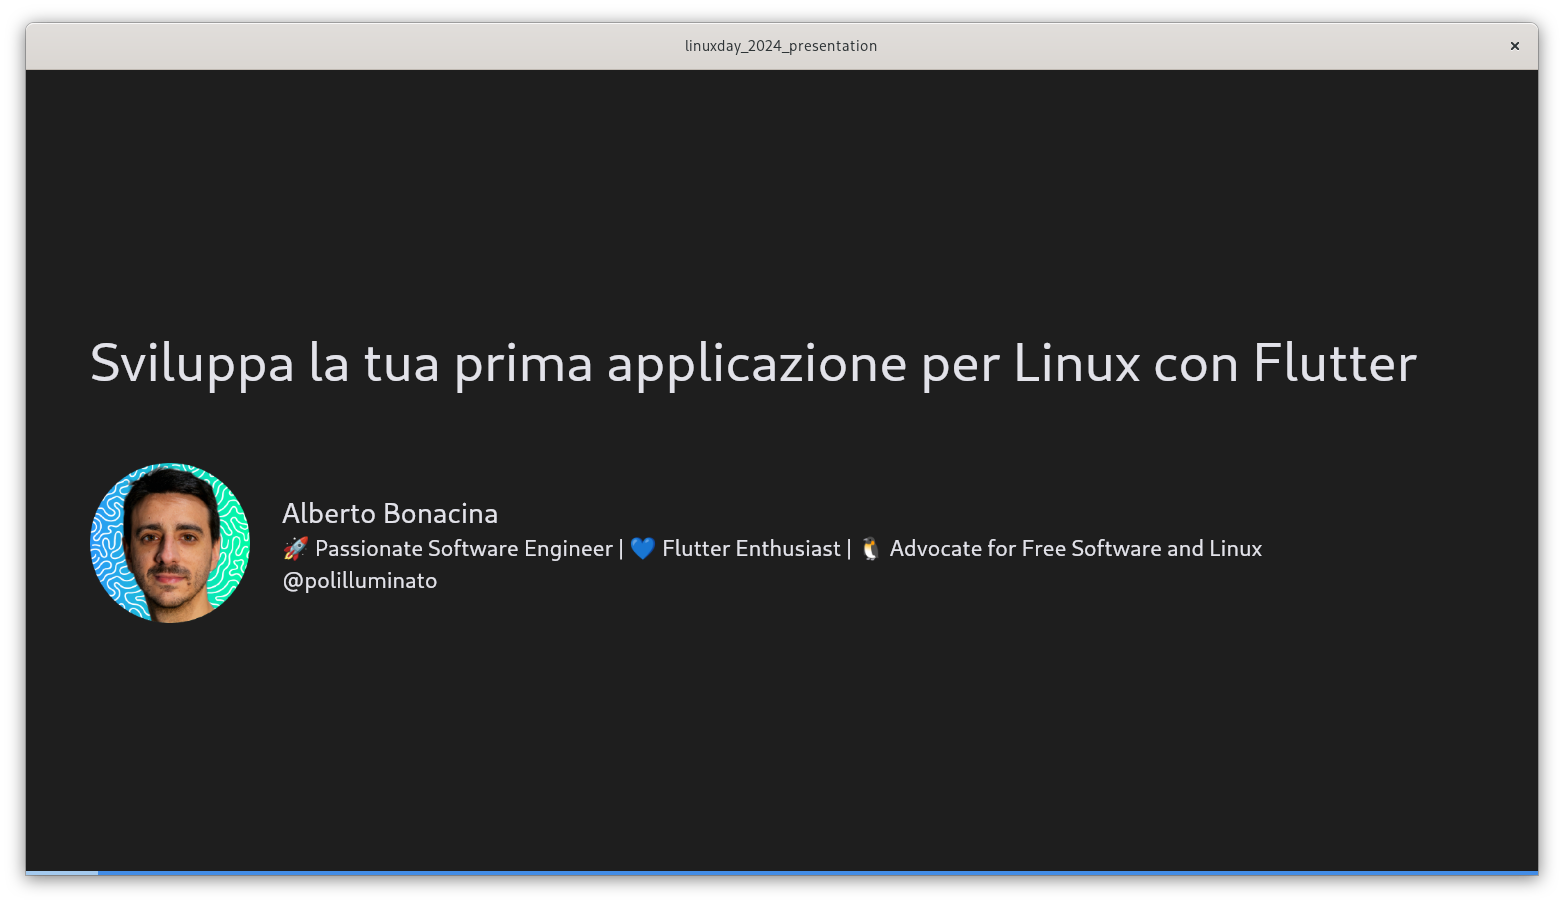 linuxday_2024_presentation
Sviluppa la tua prima applicazione per Linux con Flutter
Alberto Bonacina
🚀 Passionate Software Engineer | 💙 Flutter Enthusiast | 🐧 Advocate for Free Software and Linux
@polilluminato